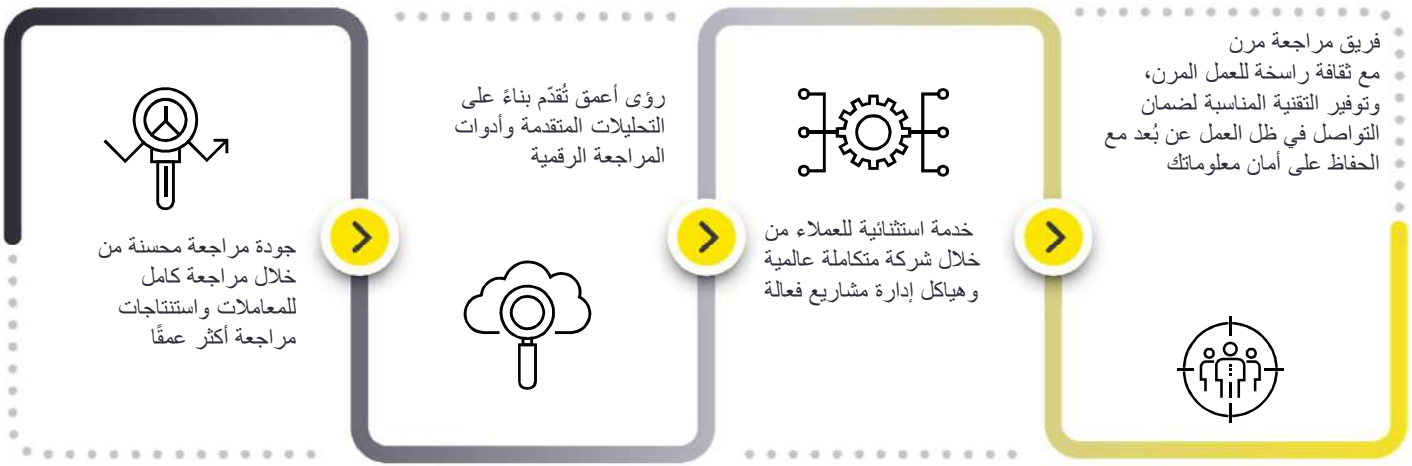 جودة مراجعة محسنة من
خلال مراجعة كامل
للمعاملات واستنتاجات
مراجعة أكثر عمقًا
رؤى أعمق تُقدّم بناءً على
التحليلات المتقدمة وأدوات
المراجعة الرقمية
خدمة استثنائية للعملاء من
خلال شركة متكاملة عالمية
وهياكل إدارة مشاريع فعالة
فريق مراجعة مرن
مع ثقافة راسخة للعمل المرن،
وتوفير التقنية المناسبة لضمان
التواصل في ظل العمل عن بُعد مع
الحفاظ على أمان معلوماتك